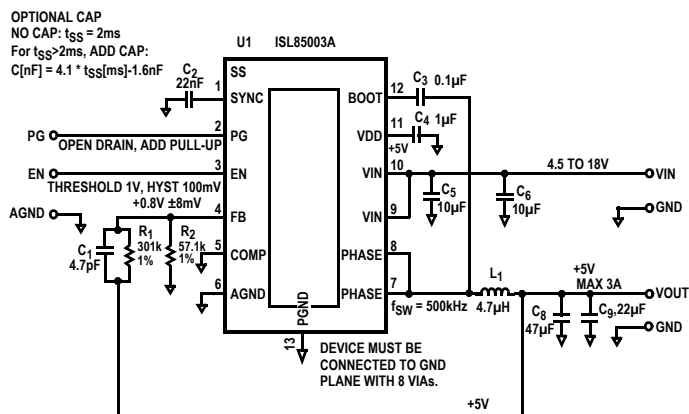 OPTIONAL CAP
NO CAP: tSS = 2ms
For tSS>2ms, ADD CAP:
C[nF] = 4.1 * tSS[ms]-1.6nF
U1 ISL85003A
C2
22nF
1
SS
SYNC
PG
2
PG
OPEN DRAIN, ADD PULL-UP
EN
3
EN
THRESHOLD 1V, HYST 100mV
+0.8V ±8mV
AGND
4
FB
C1
4.7pF
R1
301k
1%
R2
57.1k
1%
5
COMP
6
AGND
PGND
13
DEVICE MUST BE
CONNECTED TO GND
PLANE WITH 8 VIAs.
12
BOOT
C3 0.1µF
11
VDD
C4 1µF
+5V
10
VIN
4.5 TO 18V
VIN
C5
10µF
C6
10µF
GND
9
VIN
8
PHASE
7
PHASE
fSW = 500kHz
L1
4.7µH
+5V
MAX 3A
VOUT
C8
47µF
C9,22µF
GND
+5V